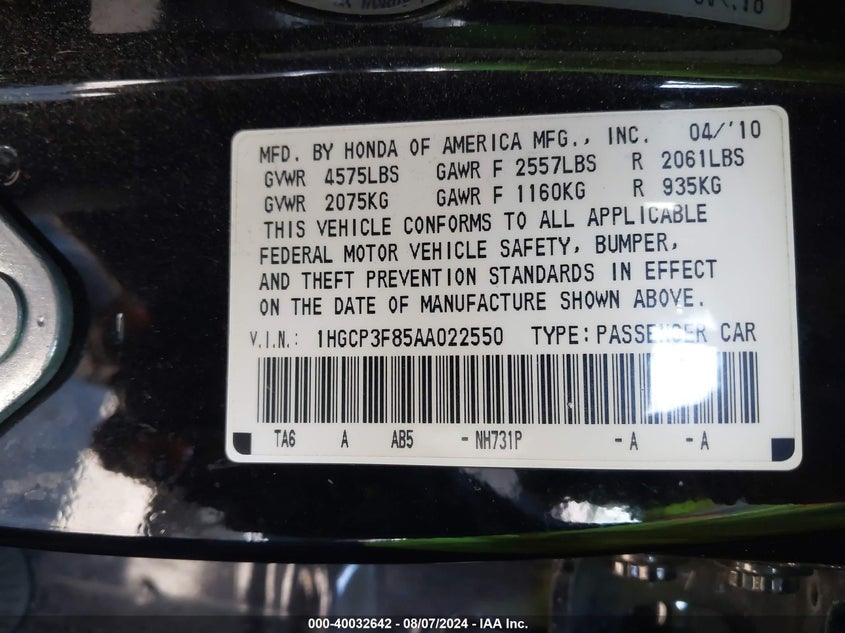 MFD. BY HONDA OF AMERICA MFG., INC. 04/'10
GVWR 4575LBS GAWR F 2557LBS R 2061LBS
GVWR 2075KG GAWR F 1160KG R 935KG
THIS VEHICLE CONFORMS TO ALL APPLICABLE
FEDERAL MOTOR VEHICLE SAFETY, BUMPER,
AND THEFT PREVENTION STANDARDS IN EFFECT
ON THE DATE OF MANUFACTURE SHOWN ABOVE.
V.I.N.: 1HGCP3F85AA022550 TYPE: PASSENGER CAR
TA6 A AB5 - NH731P - A - A
000-40032642 - 08/07/2024 - IAA Inc.